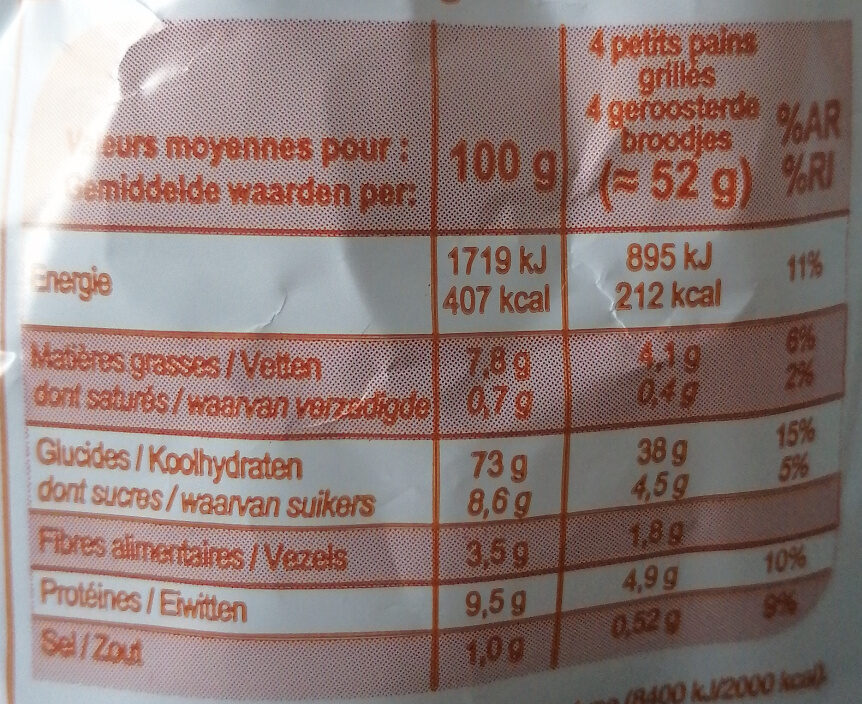 4 petits pains
grillés
4 geroosterde
broodjes
(≈ 52 g)
%AR
%RI
moyennes pour :
Gemiddelde waarden per:
100 g
Energie
1719 kJ 895 kJ 11%
407 kcal 212 kcal
Matières grasses / Vetten 7,8 g 4,1 g 6%
dont saturés / waarvan verzadigde 0,7 g 0,4 g 2%
Glucides / Koolhydraten 73 g 38 g 15%
dont sucres / waarvan suikers 8,6 g 4,5 g 5%
Fibres alimentaires / Vezels 3,5 g 1,8 g
Protéines / Eiwitten 9,5 g 4,9 g 10%
Sel / Zout 1,0 g 0,52 g 9%
(8400 kJ/2000 kcal).